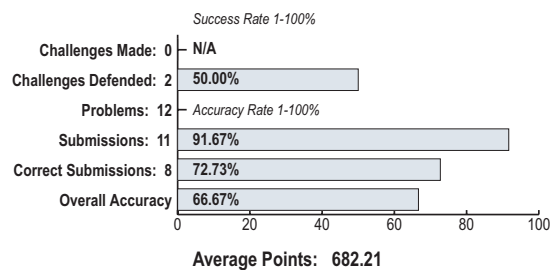 Success Rate 1-100%
Challenges Made: 0 N/A
Challenges Defended: 2 50.00%
Problems: 12 Accuracy Rate 1-100%
Submissions: 11 91.67%
Correct Submissions: 8 72.73%
Overall Accuracy 66.67%
0 20 40 60 80 100
Average Points: 682.21